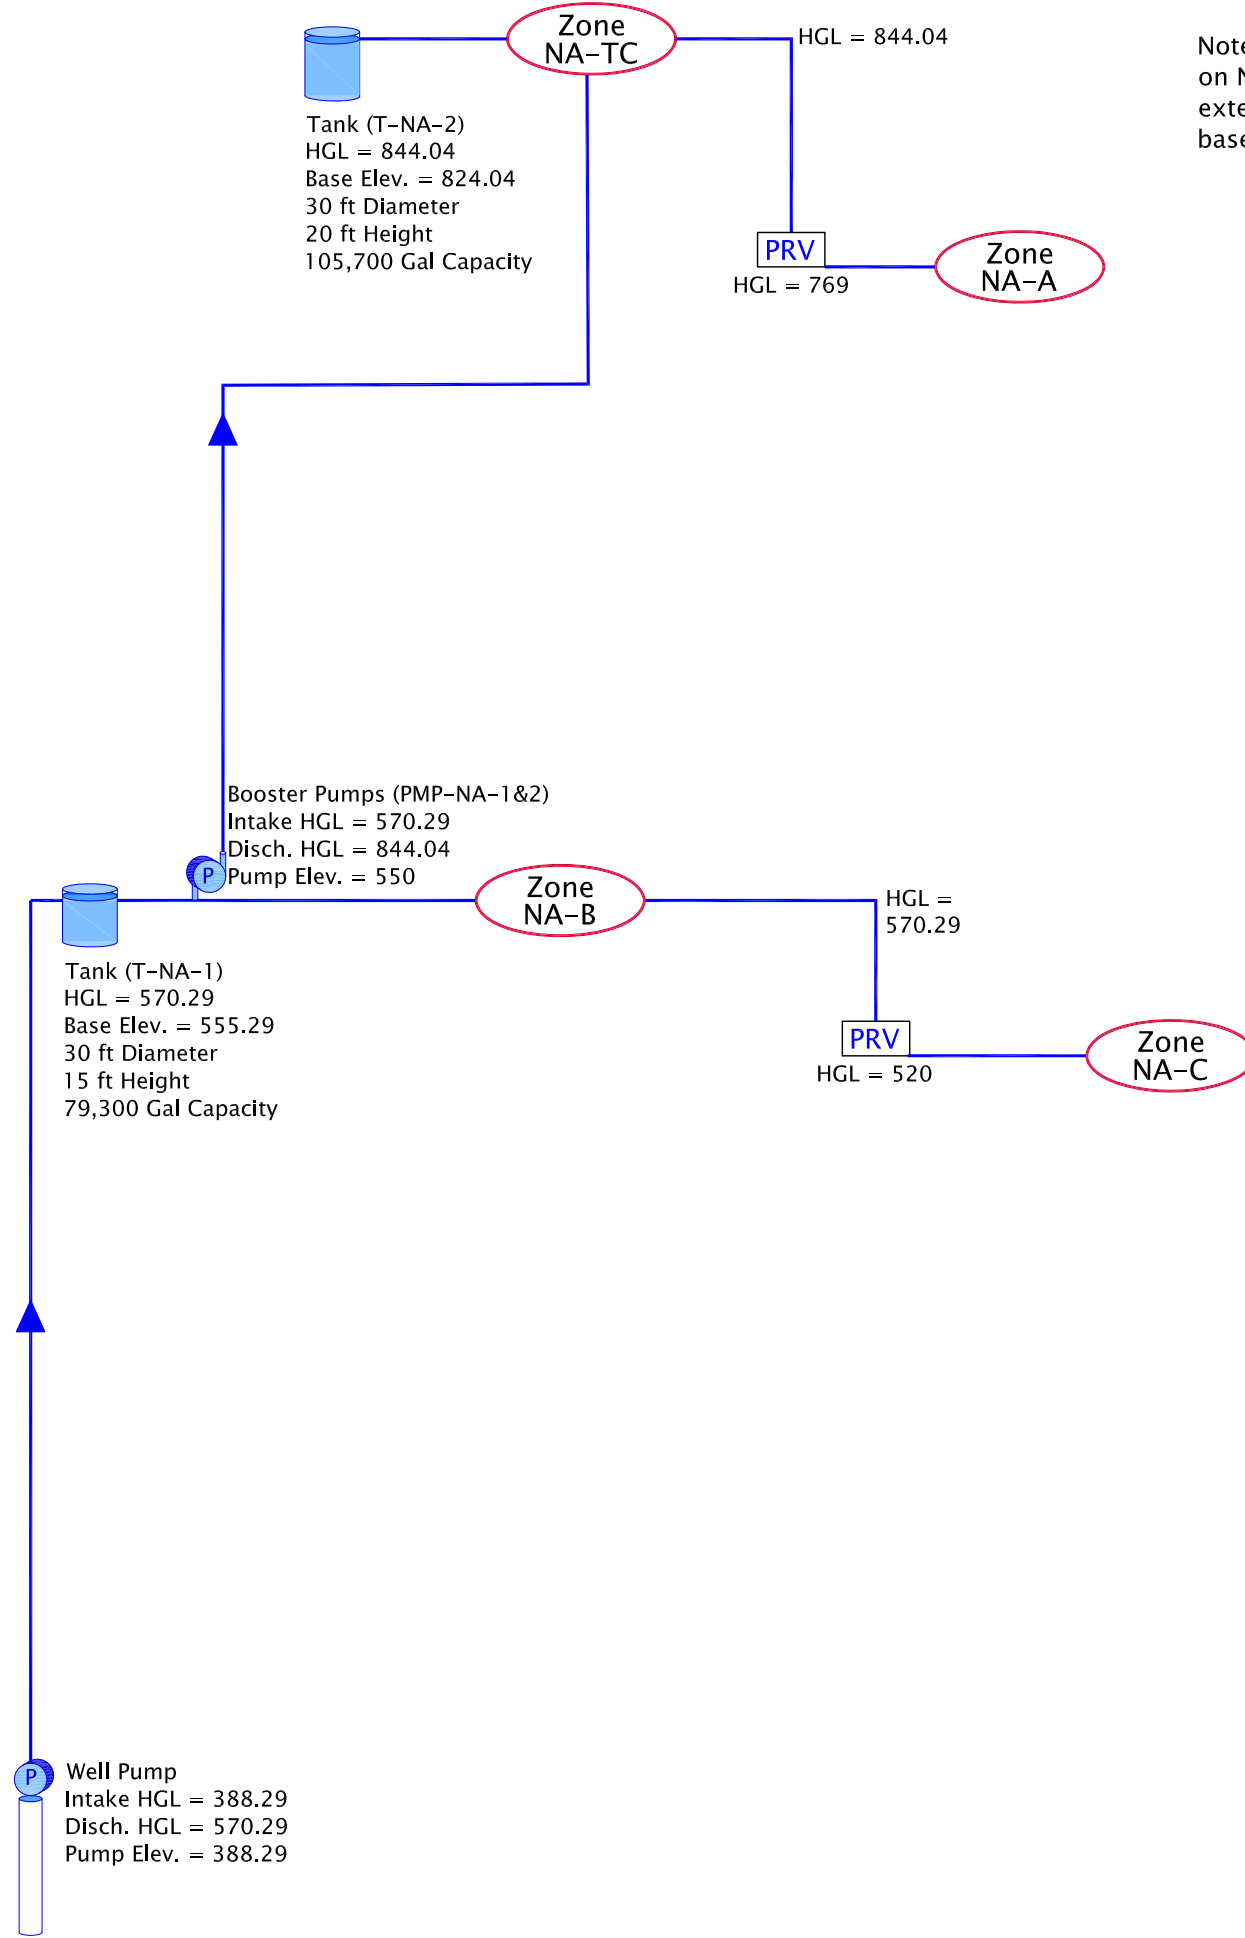 Zone
NA-TC
HGL = 844.04
Note
on
exte
base
Tank (T-NA-2)
HGL = 844.04
Base Elev. = 824.04
30 ft Diameter
20 ft Height
105,700 Gal Capacity
PRV
HGL = 769
Zone
NA-A
Booster Pumps (PMP-NA-1&2)
Intake HGL = 570.29
Disch. HGL = 844.04
Pump Elev. = 550
P
Zone
NA-B
HGL =
570.29
Tank (T-NA-1)
HGL = 570.29
Base Elev. = 555.29
30 ft Diameter
15 ft Height
79,300 Gal Capacity
PRV
HGL = 520
Zone
NA-C
P
Well Pump
Intake HGL = 388.29
Disch. HGL = 570.29
Pump Elev. = 388.29